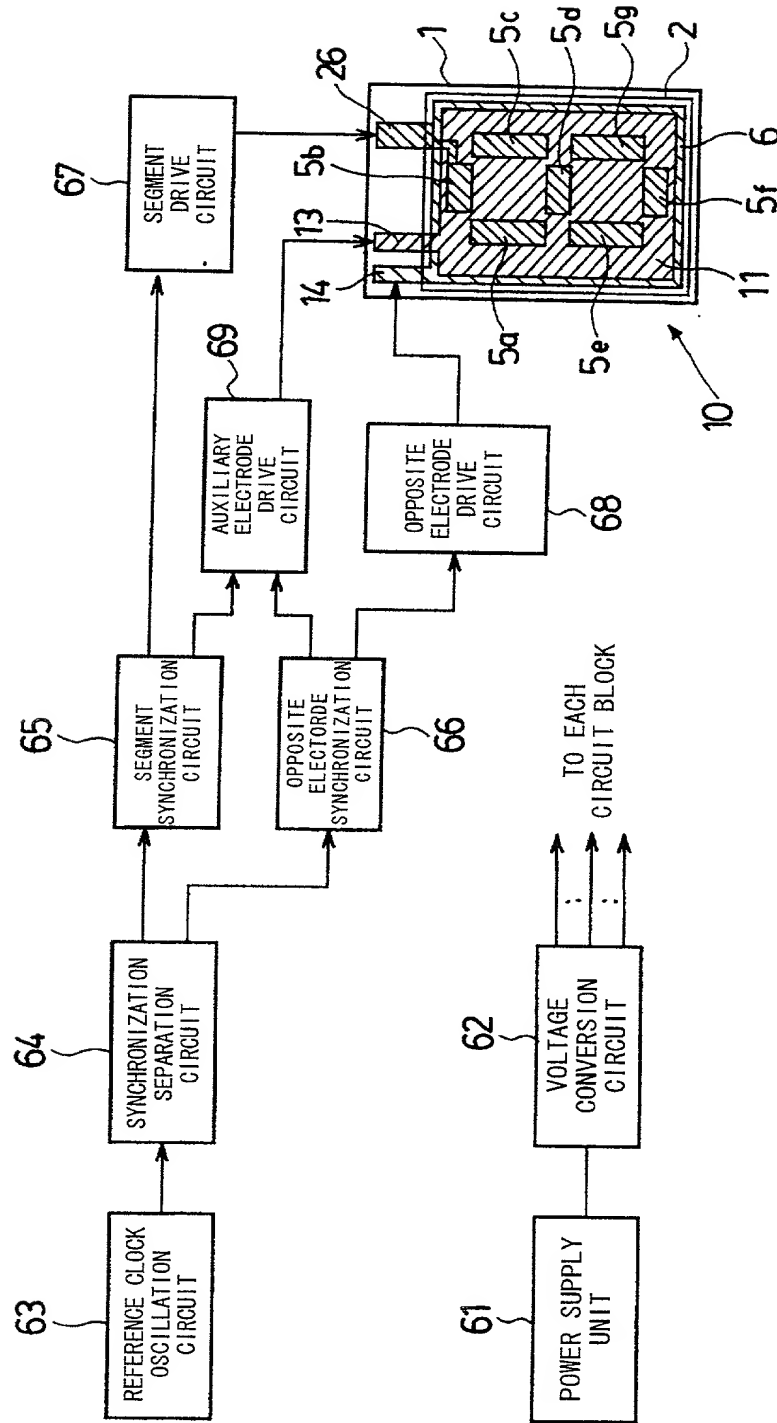 67
SEGMENT
DRIVE
CIRCUIT
26
1
5b
5c
13
5d
14
5g
2
69
AUXILIARY
ELECTRODE
DRIVE
CIRCUIT
5a
5e
11
5f
6
10
OPPOSITE
ELECTRODE
DRIVE
CIRCUIT
68
65
SEGMENT
SYNCHRONIZATION
CIRCUIT
OPPOSITE
ELECTORDE
SYNCHRONIZATION
CIRCUIT
66
64
SYNCHRONIZATION
SEPARATION
CIRCUIT
63
REFERENCE CLOCK
OSCILLATION
CIRCUIT
TO EACH
CIRCUIT BLOCK
62
VOLTAGE
CONVERSION
CIRCUIT
61
POWER SUPPLY
UNIT